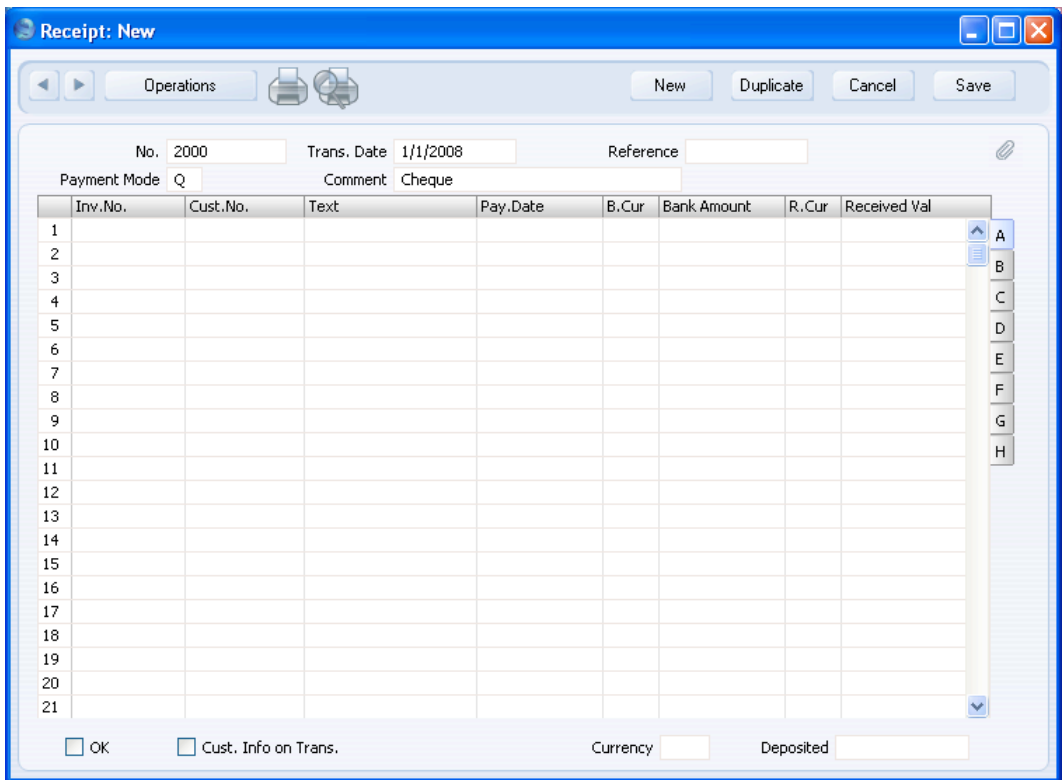 Receipt: New
Operations New Duplicate Cancel Save
No. 2000 Trans. Date 1/1/2008 Reference
Payment Mode Q Comment Cheque
Inv.No. Cust.No. Text Pay.Date B.Cur Bank Amount R.Cur Received Val
1
2
3
4
5
6
7
8
9
10
11
12
13
14
15
16
17
18
19
20
21
A
B
C
D
E
F
G
H
OK Cust. Info on Trans. Currency Deposited